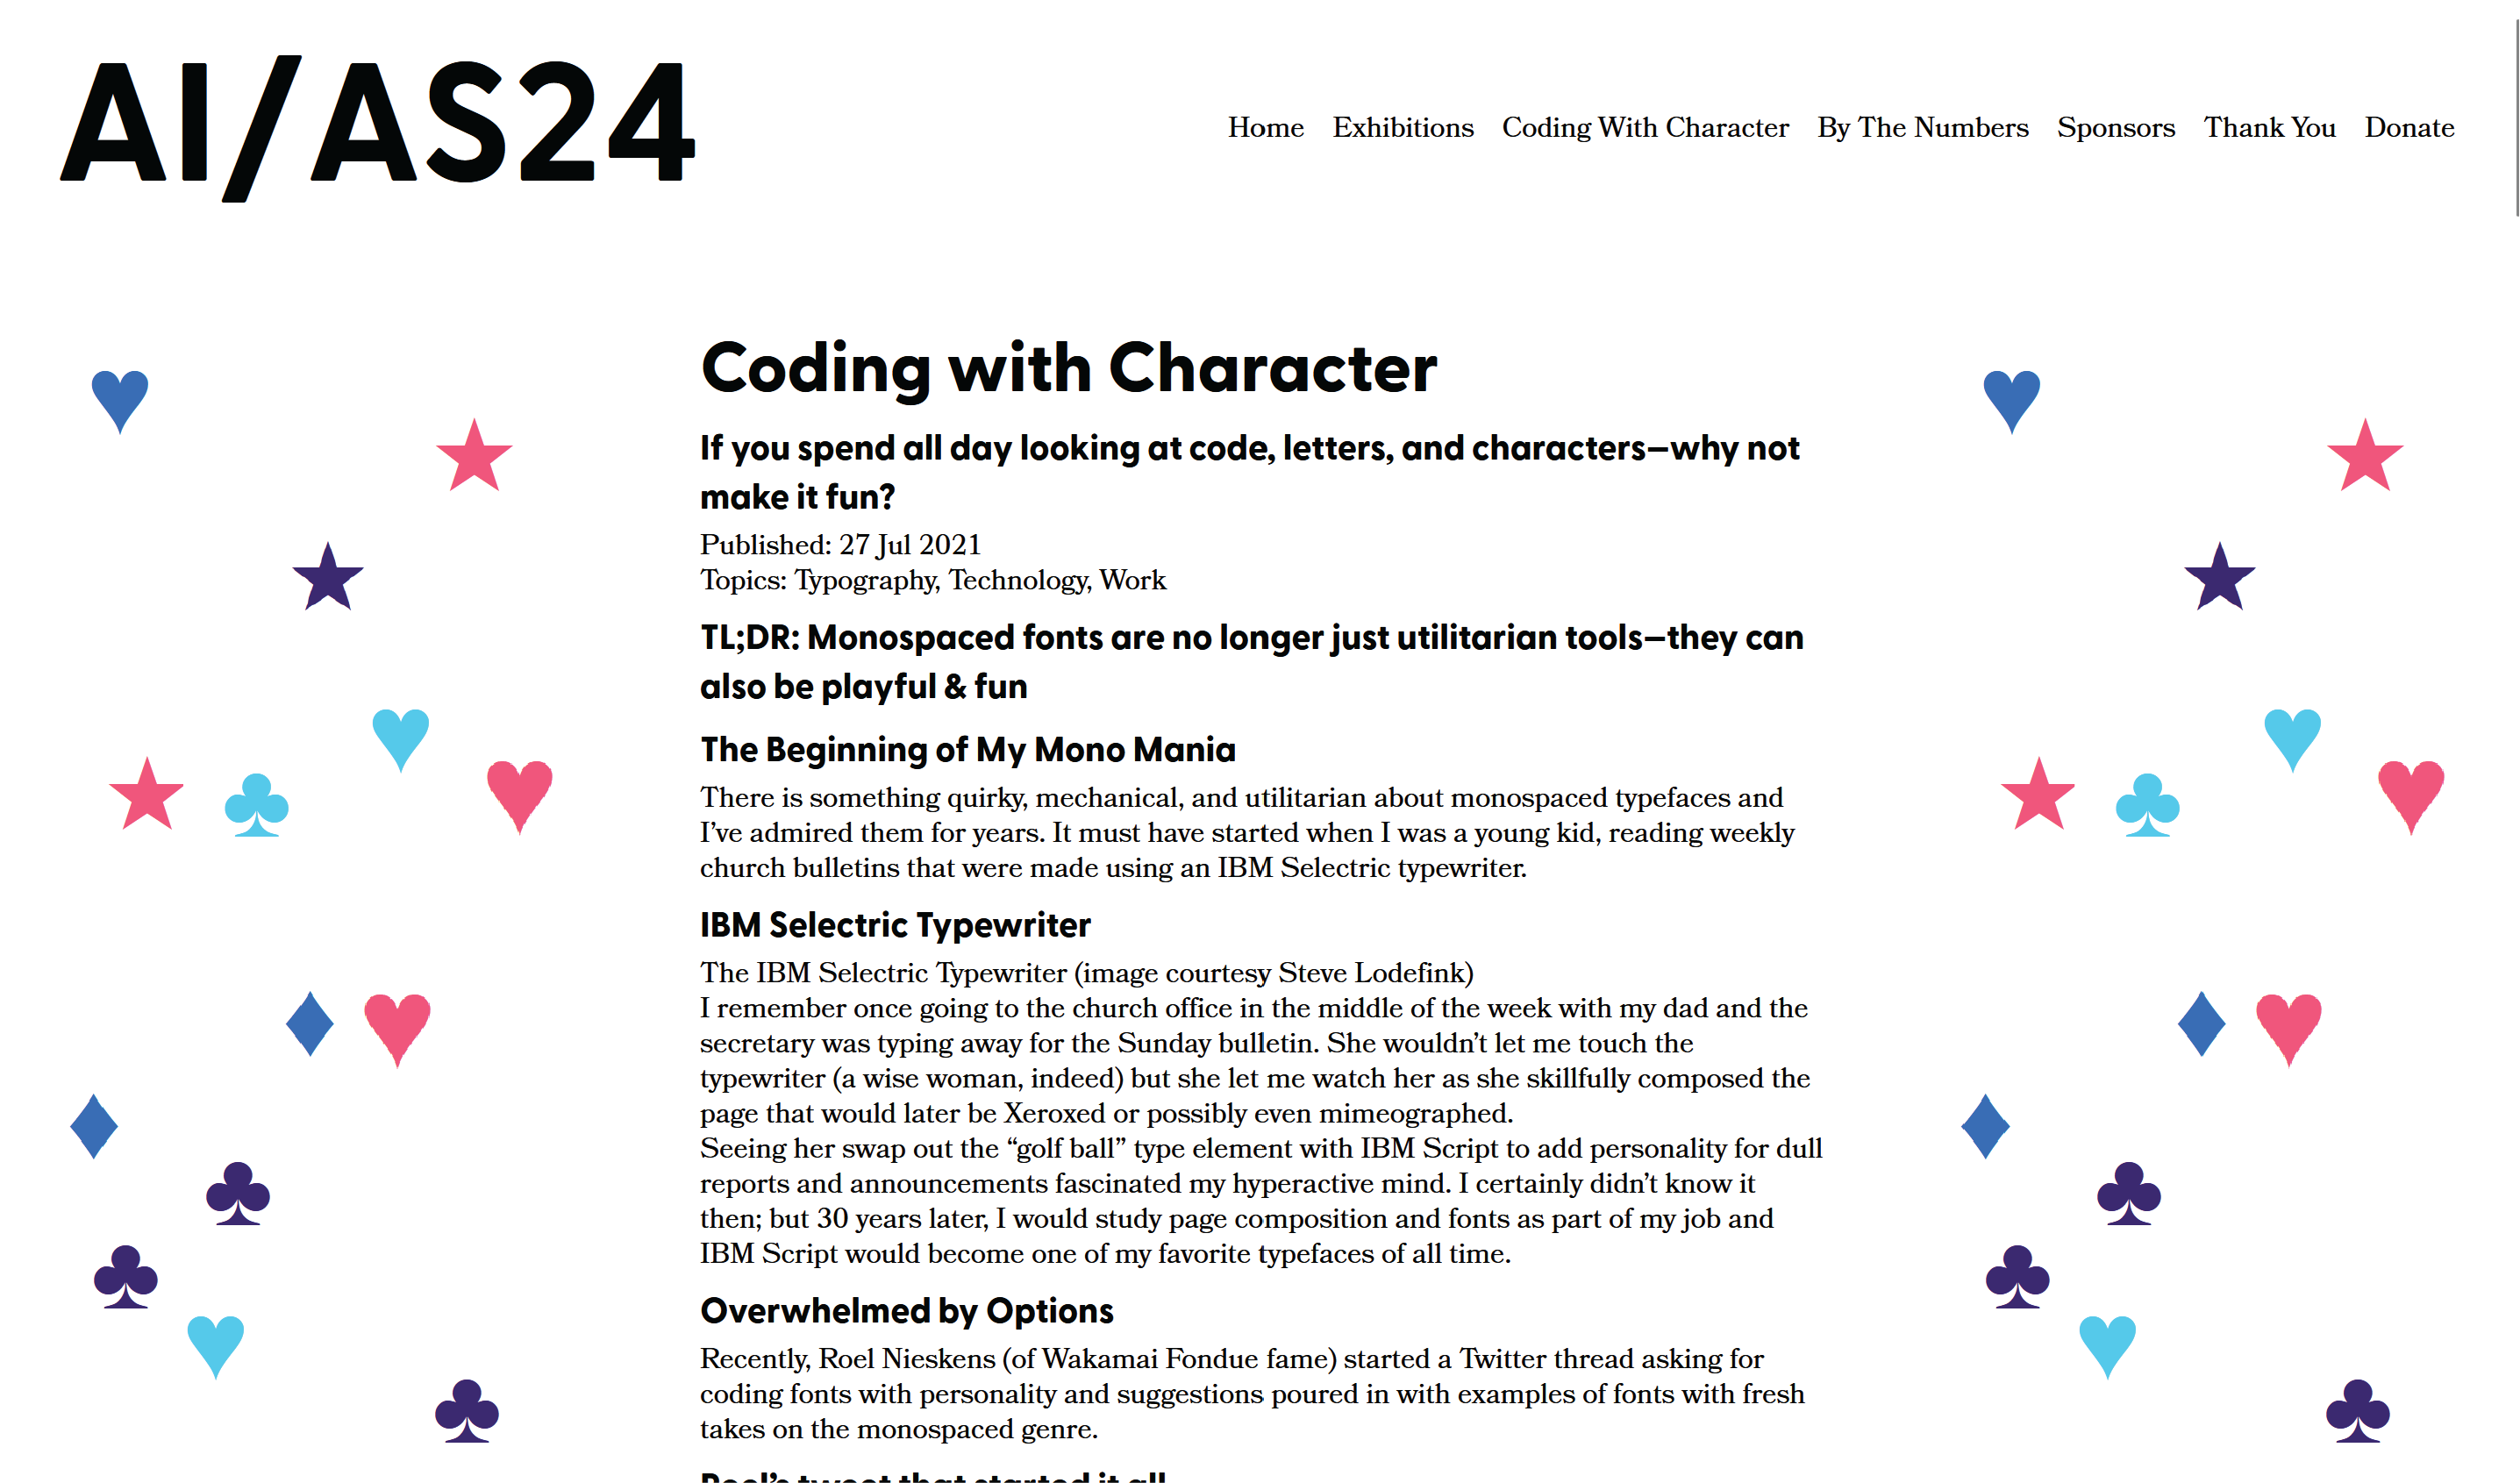 AI/AS24
Home Exhibitions Coding With Character By The Numbers Sponsors Thank You Donate
Coding with Character
If you spend all day looking at code, letters, and characters—why not
make it fun?
Published: 27 Jul 2021
Topics: Typography, Technology, Work
TL;DR: Monospaced fonts are no longer just utilitarian tools—they can
also be playful & fun
The Beginning of My Mono Mania
There is something quirky, mechanical, and utilitarian about monospaced typefaces and
I’ve admired them for years. It must have started when I was a young kid, reading weekly
church bulletins that were made using an IBM Selectric typewriter.
IBM Selectric Typewriter
The IBM Selectric Typewriter (image courtesy Steve Lodefink)
I remember once going to the church office in the middle of the week with my dad and the
secretary was typing away for the Sunday bulletin. She wouldn’t let me touch the
typewriter (a wise woman, indeed) but she let me watch her as she skillfully composed the
page that would later be Xeroxed or possibly even mimeographed.
Seeing her swap out the “golf ball” type element with IBM Script to add personality for dull
reports and announcements fascinated my hyperactive mind. I certainly didn’t know it
then; but 30 years later, I would study page composition and fonts as part of my job and
IBM Script would become one of my favorite typefaces of all time.
Overwhelmed by Options
Recently, Roel Nieskens (of Wakamai Fondue fame) started a Twitter thread asking for
coding fonts with personality and suggestions poured in with examples of fonts with fresh
takes on the monospaced genre.
Roel’s tweet that started it all